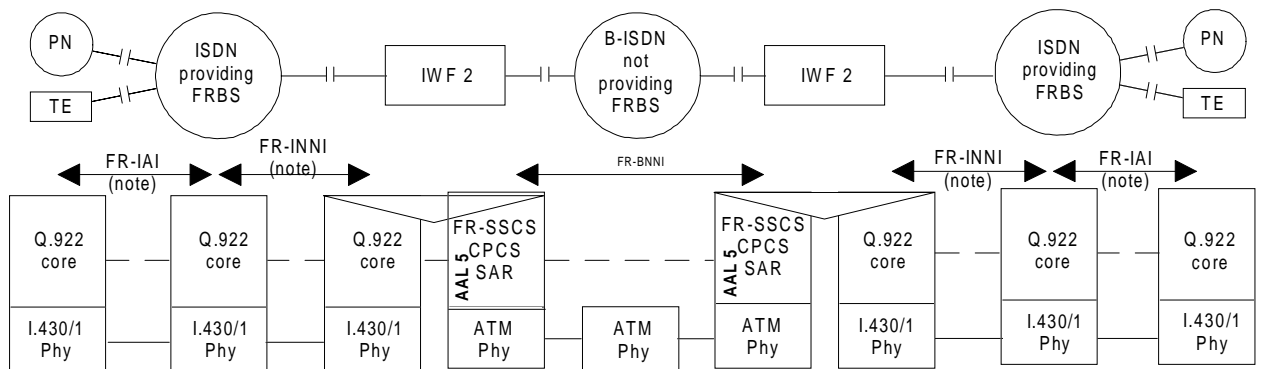 PN
TE
ISDN
providing
FRBS
IWF 2
B-ISDN
not
providing
FRBS
IWF 2
ISDN
providing
FRBS
PN
TE
FR-IAI
(note)
FR-INNI
(note)
FR-BNNI
FR-INNI
(note)
FR-IAI
(note)
Q.922
core
I.430/1
Phy
Q.922
core
I.430/1
Phy
Q.922
core
I.430/1
Phy
AAL 5
FR-SSCS
CPCS
SAR
ATM
Phy
ATM
Phy
AAL 5
FR-SSCS
CPCS
SAR
ATM
Phy
Q.922
core
I.430/1
Phy
Q.922
core
I.430/1
Phy
Q.922
core
I.430/1
Phy